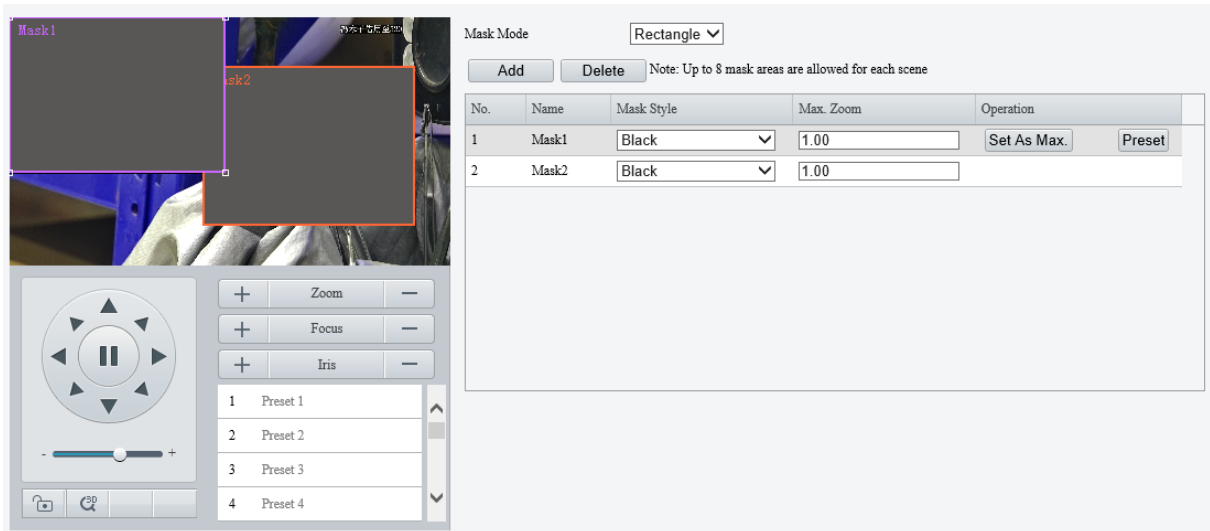 Mask1
Mask Mode
Rectangle
Add
Delete
Note: Up to 8 mask areas are allowed for each scene
sk2
No.
Name
Mask Style
Max. Zoom
Operation
1
Mask1
Black
1.00
Set As Max.
Preset
2
Mask2
Black
1.00
+
Zoom
—
+
Focus
—
+
Iris
—
1
Preset 1
2
Preset 2
3
Preset 3
4
Preset 4
-
+
3D